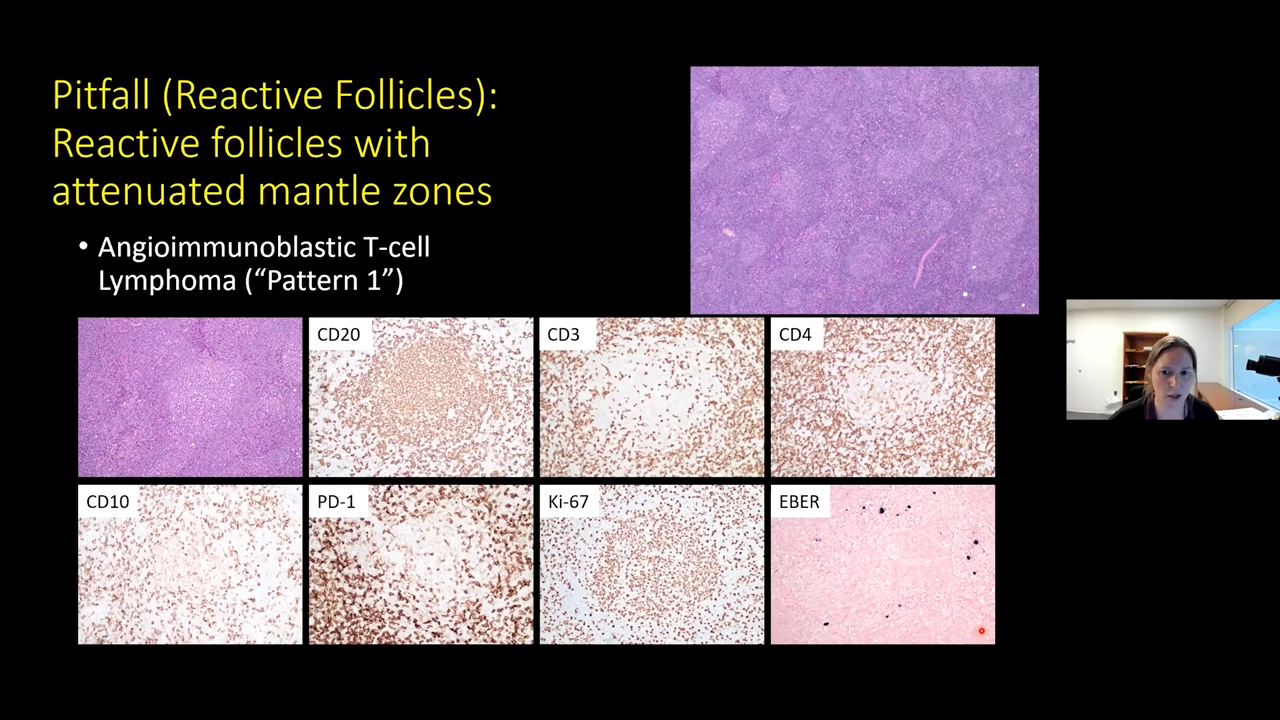 Pitfall (Reactive Follicles):
Reactive follicles with
attenuated mantle zones
• Angioimmunoblastic T-cell
Lymphoma (“Pattern 1”)
CD20
CD3
CD4
CD10
PD-1
Ki-67
EBER